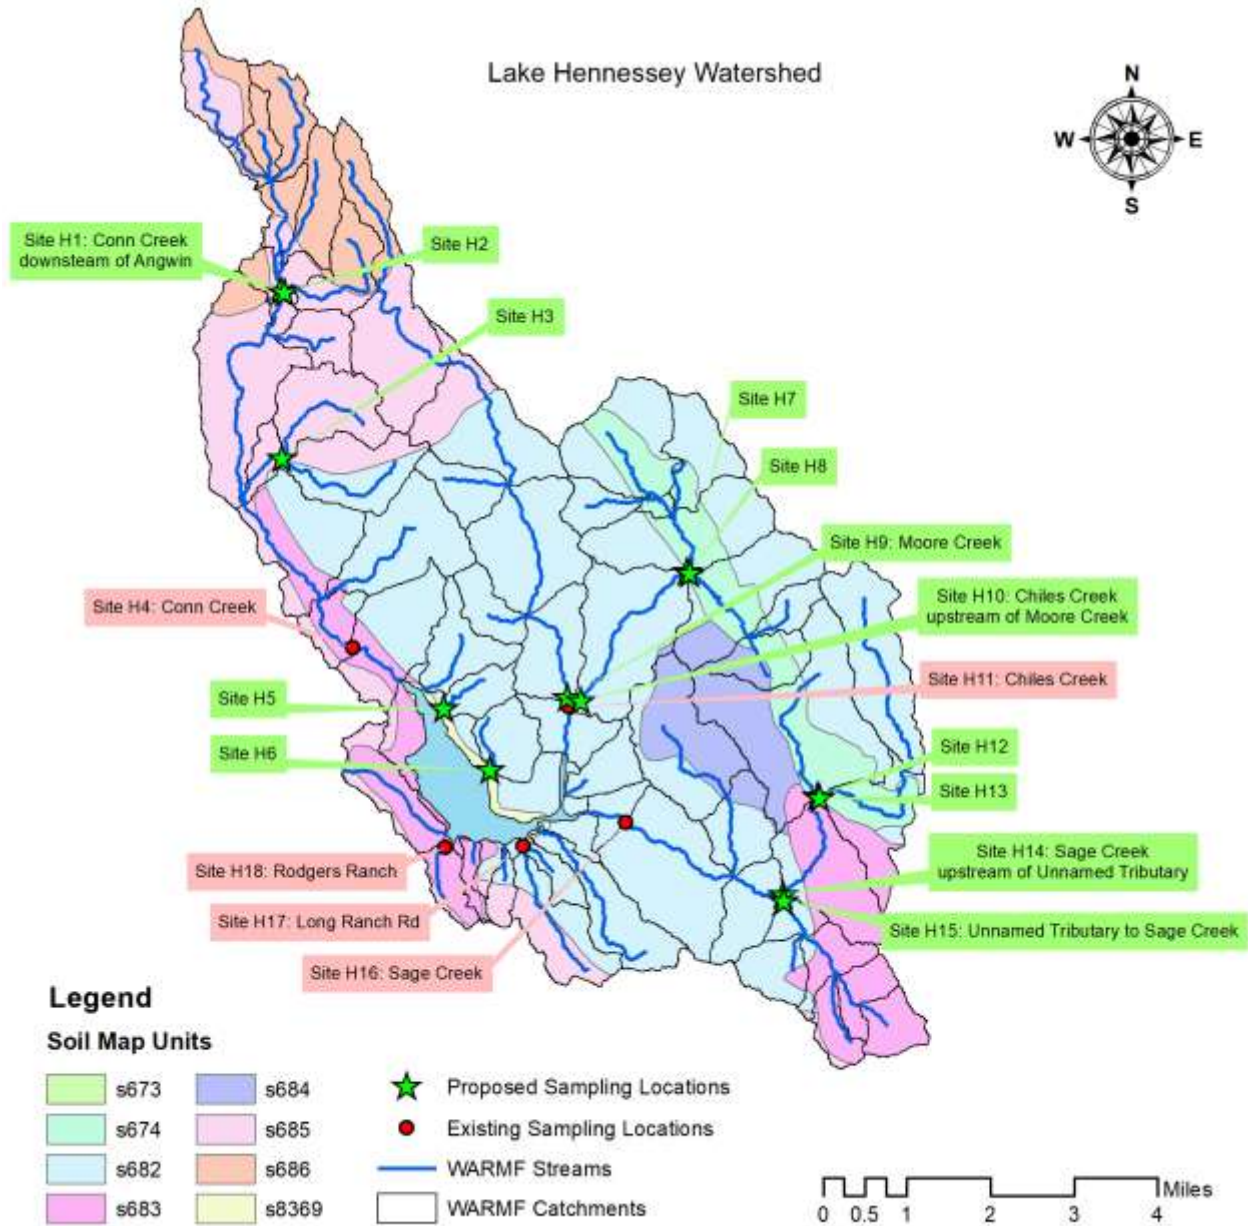 Lake Hennessey Watershed
N
W
E
S
Site H1: Conn Creek
downsteam of Angwin
Site H2
Site H3
Site H7
Site H8
Site H9: Moore Creek
Site H10: Chiles Creek
upstream of Moore Creek
Site H4: Conn Creek
Site H11: Chiles Creek
Site H5
Site H6
Site H12
Site H13
Site H14: Sage Creek
upstream of Unnamed Tributary
Site H18: Rodgers Ranch
Site H17: Long Ranch Rd
Site H15: Unnamed Tributary to Sage Creek
Site H16: Sage Creek
Legend
Soil Map Units
s673
s684
Proposed Sampling Locations
s674
s685
Existing Sampling Locations
s682
s686
WARMF Streams
s683
s8369
WARMF Catchments
Miles
0 0.5 1 2 3 4